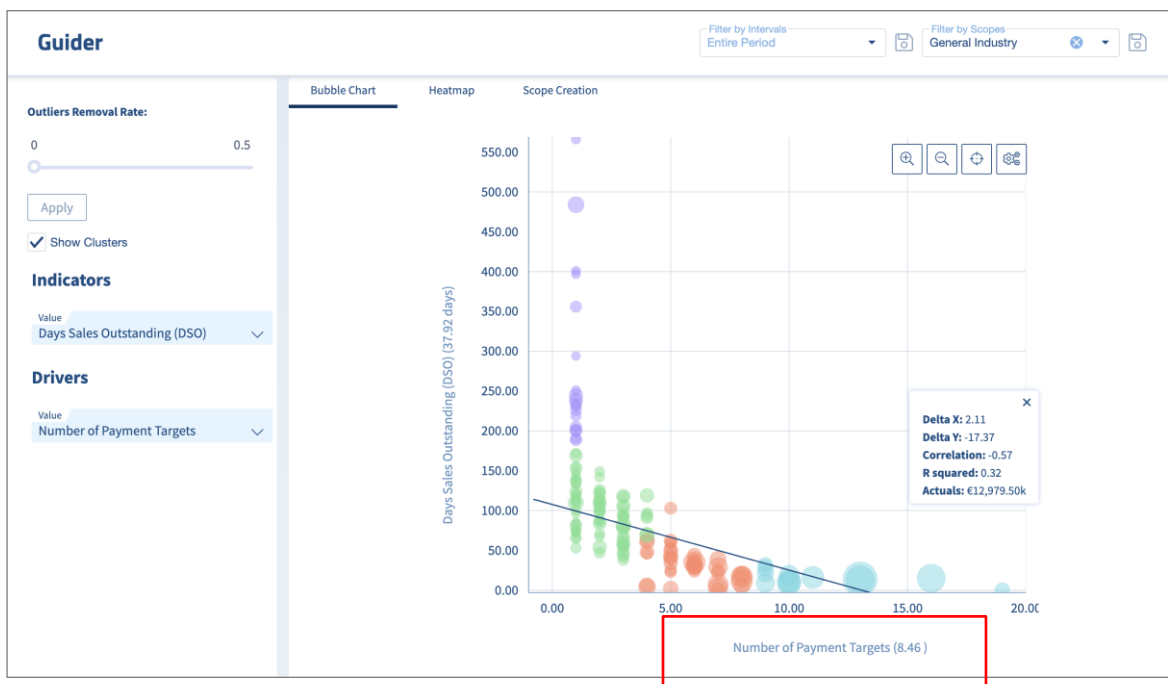 Guider
Filter by Intervals
Entire Period
Filter by Scopes
General Industry
Outliers Removal Rate:
0 0.5
Apply
Show Clusters
Indicators
Value
Days Sales Outstanding (DSO)
Drivers
Value
Number of Payment Targets
Bubble Chart Heatmap Scope Creation
Days Sales Outstanding (DSO) (37.92 days)
550.00
500.00
450.00
400.00
350.00
300.00
250.00
200.00
150.00
100.00
50.00
0.00
Delta X: 2.11
Delta Y: -17.37
Correlation: -0.57
R squared: 0.32
Actuals: €12,979.50k
0.00 5.00 10.00 15.00 20.0
Number of Payment Targets (8.46 )